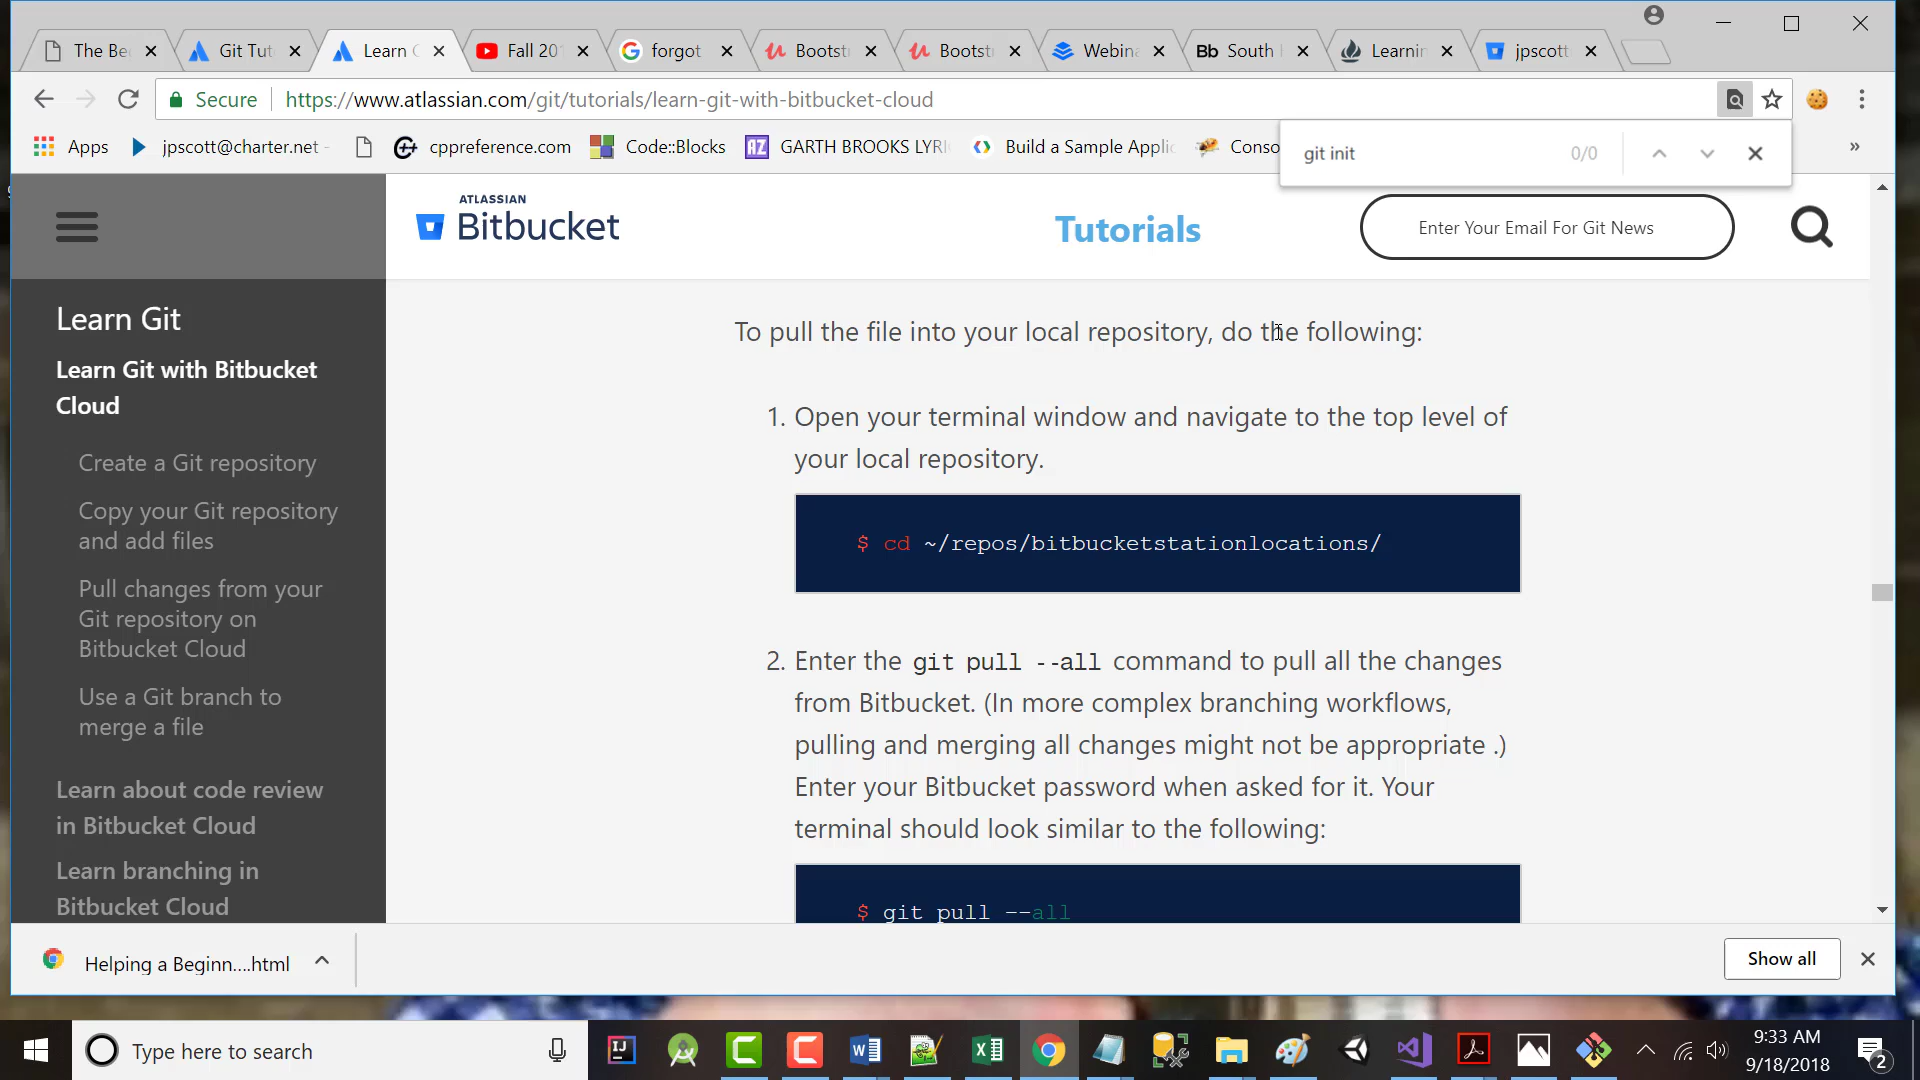 The Be
Git Tut
Learn G
Fall 20
forgot
Bootst
Bootst
Webina
Bb South
Learnin
jpscott
Secure https://www.atlassian.com/git/tutorials/learn-git-with-bitbucket-cloud
Apps jpscott@charter.net - cppreference.com Code::Blocks AZ GARTH BROOKS LYRI Build a Sample Applic Conso »
git init 0/0
ATLASSIAN
Bitbucket
Tutorials
Enter Your Email For Git News
Learn Git
Learn Git with Bitbucket
Cloud
Create a Git repository
Copy your Git repository
and add files
Pull changes from your
Git repository on
Bitbucket Cloud
Use a Git branch to
merge a file
Learn about code review
in Bitbucket Cloud
Learn branching in
Bitbucket Cloud
To pull the file into your local repository, do the following:
1. Open your terminal window and navigate to the top level of
your local repository.
$ cd ~/repos/bitbucketstationlocations/
2. Enter the git pull --all command to pull all the changes
from Bitbucket. (In more complex branching workflows,
pulling and merging all changes might not be appropriate .)
Enter your Bitbucket password when asked for it. Your
terminal should look similar to the following:
$ git pull --all
Helping a Beginn....html
Show all
Type here to search
9:33 AM
9/18/2018
2